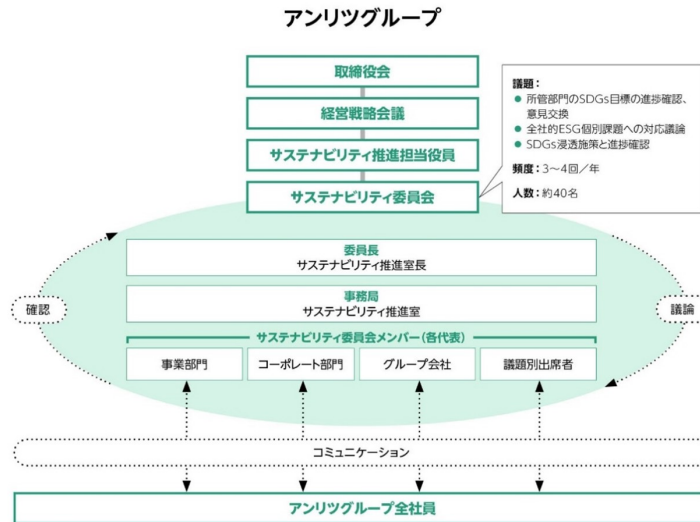 アンリツグループ
取締役会
経営戦略会議
サステナビリティ推進担当役員
サステナビリティ委員会
議題：
● 所管部門のSDGs目標の進捗確認、
意見交換
● 全社的ESG個別課題への対応議論
● SDGs浸透施策と進捗確認
頻度：3〜4回／年
人数：約40名
委員長
サステナビリティ推進室長
事務局
サステナビリティ推進室
確認
議論
サステナビリティ委員会メンバー（各代表）
事業部門
コーポレート部門
グループ会社
議題別出席者
コミュニケーション
アンリツグループ全社員